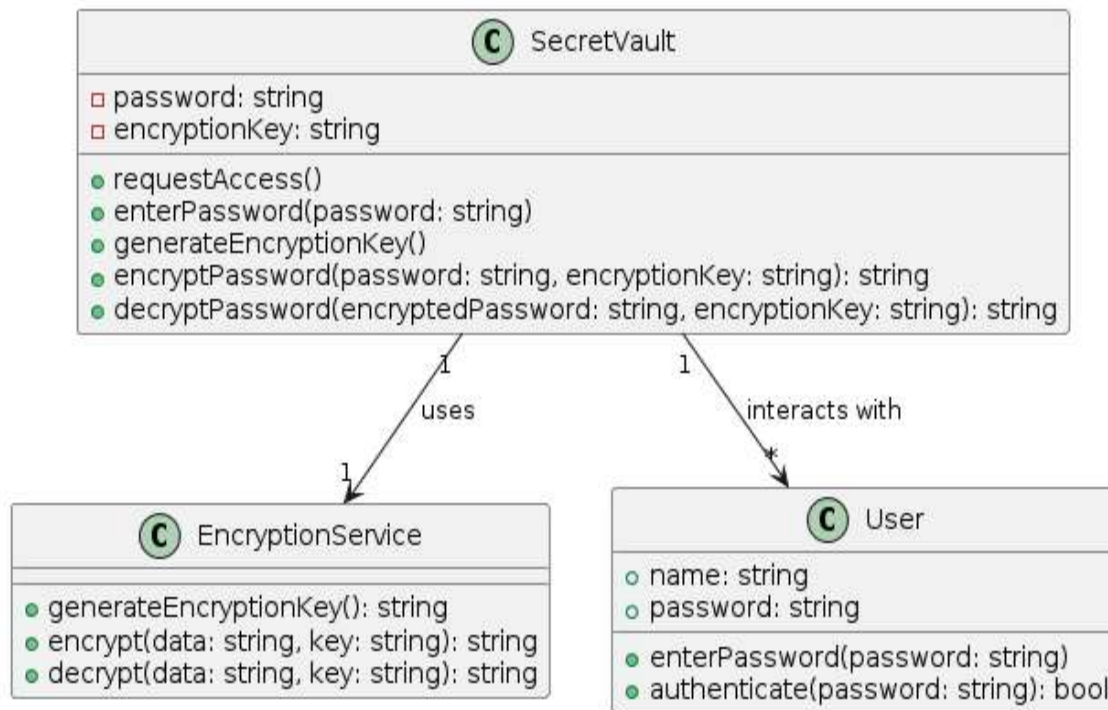 C SecretVault
password: string
encryptionKey: string
requestAccess()
enterPassword(password: string)
generateEncryptionKey()
encryptPassword(password: string, encryptionKey: string): string
decryptPassword(encryptedPassword: string, encryptionKey: string): string
1
1
uses
interacts with
1
*
C EncryptionService
generateEncryptionKey(): string
encrypt(data: string, key: string): string
decrypt(data: string, key: string): string
C User
name: string
password: string
enterPassword(password: string)
authenticate(password: string): bool